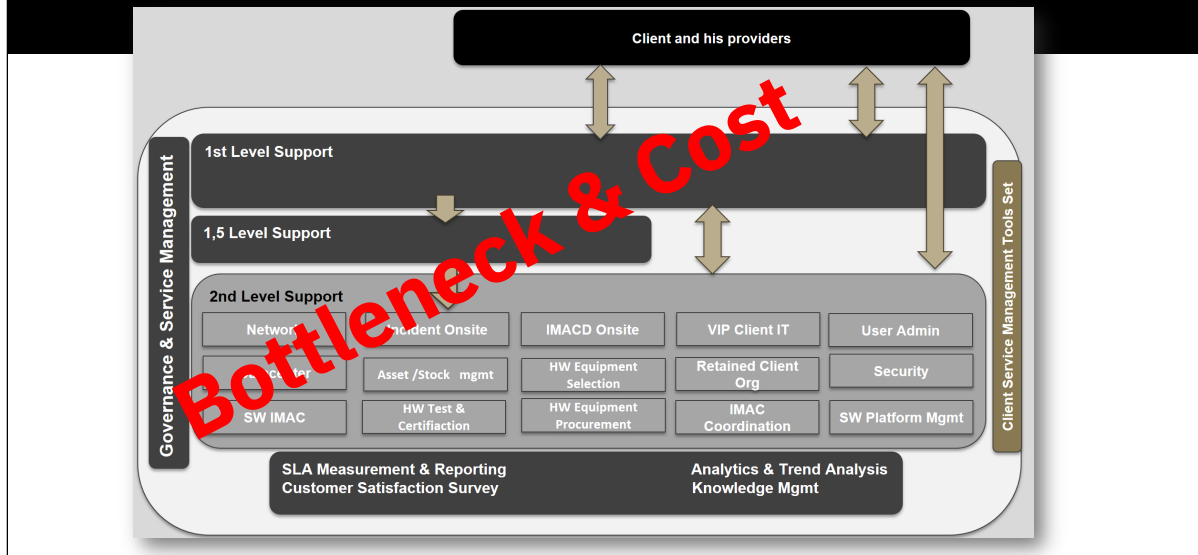 Client and his providers
Governance & Service Management
1st Level Support
1,5 Level Support
2nd Level Support
Network
Incident Onsite
IMACD Onsite
VIP Client IT
User Admin
Asset /Stock mgmt
HW Equipment
Selection
Retained Client
Org
Security
SW IMAC
HW Test &
Certifiaction
HW Equipment
Procurement
IMAC
Coordination
SW Platform Mgmt
SLA Measurement & Reporting
Customer Satisfaction Survey
Analytics & Trend Analysis
Knowledge Mgmt
Client Service Management Tools Set
Bottleneck & Cost